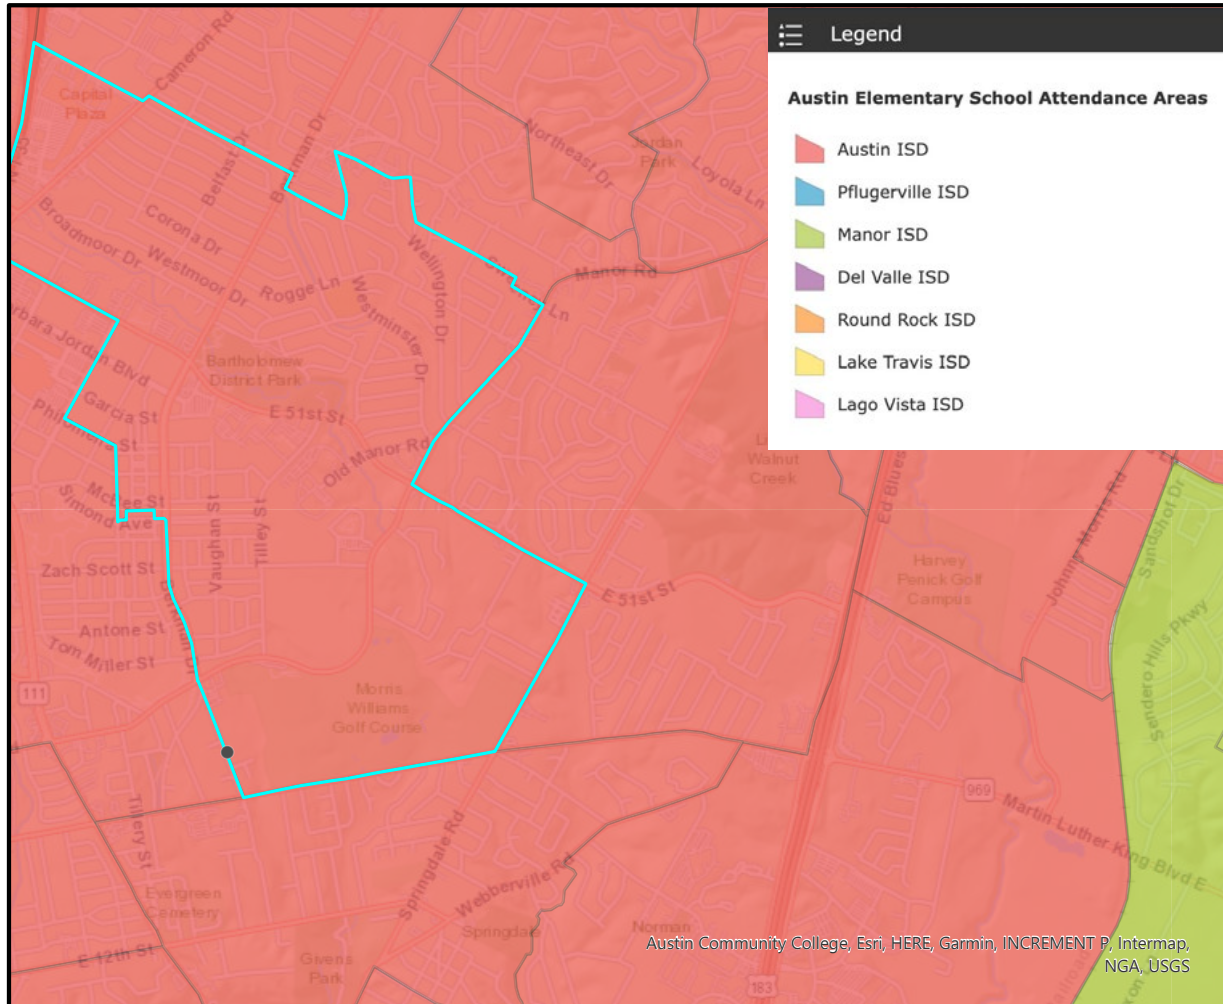 Legend
Austin Elementary School Attendance Areas
Austin ISD
Pflugerville ISD
Manor ISD
Del Valle ISD
Round Rock ISD
Lake Travis ISD
Lago Vista ISD
Cameron Rd
Capital
Plaza
Belfast Dr
Northeast Dr
Jordan
Park
Loyola Ln
Broadmoor Dr
Corona Dr
Westmoor Dr
Rogge Ln
Wellington Dr
Westminster Dr
Manor Rd
Jordan Blvd
Bartholomew
District Park
Garcia St
E 51st St
Old Manor Rd
Walnut
Creek
McBee St
Simond Ave
Vaughan St
Tilley St
Zach Scott St
E 51st St
Harvey
Penick Golf
Campus
Johnny Morris Rd
Sandshof Dr
Sendero Hills Pkwy
Antone St
Tom Miller St
Berkman Dr
111
Morris
Williams
Golf Course
969
Martin Luther King Blvd E
Tillery St
Springdale Rd
Webberville Rd
Evergreen
Cemetery
Springdale
Norman
E 12th St
Givens
Park
183
Austin Community College, Esri, HERE, Garmin, INCREMENT P, Intermap,
NGA, USGS